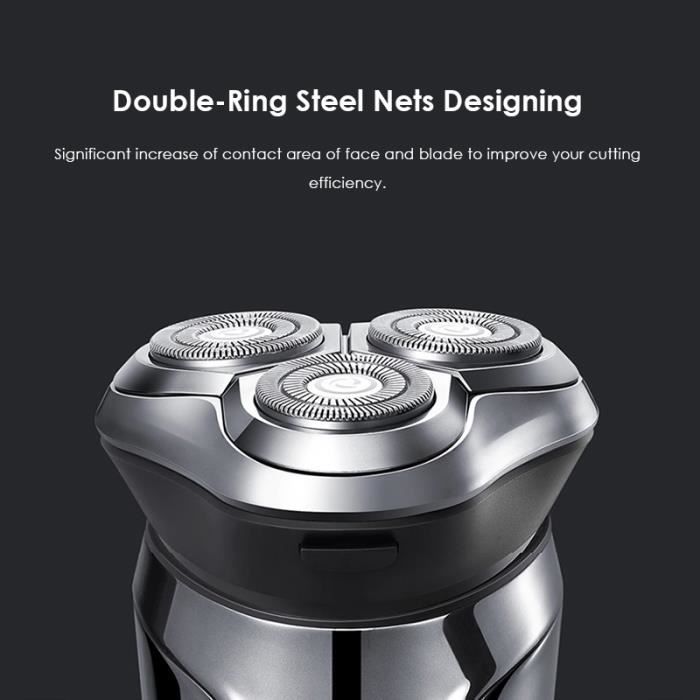 Double-Ring Steel Nets Designing
Significant increase of contact area of face and blade to improve your cutting
efficiency.